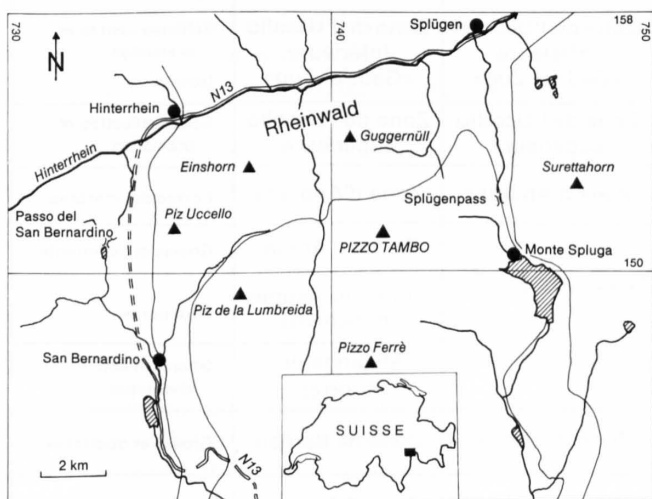 730
740
Splügen
158
750
N
N13
Hinterrhein
Rheinwald
Guggernüll
Hinterrhein
Einshorn
Surettahorn
Passo del
San Bernardino
Splügenpass
Piz Uccello
PIZZO TAMBO
Monte Spluga
150
Piz de la Lumbreida
San Bernardino
Pizzo Ferrè
SUISSE
N13
2 km